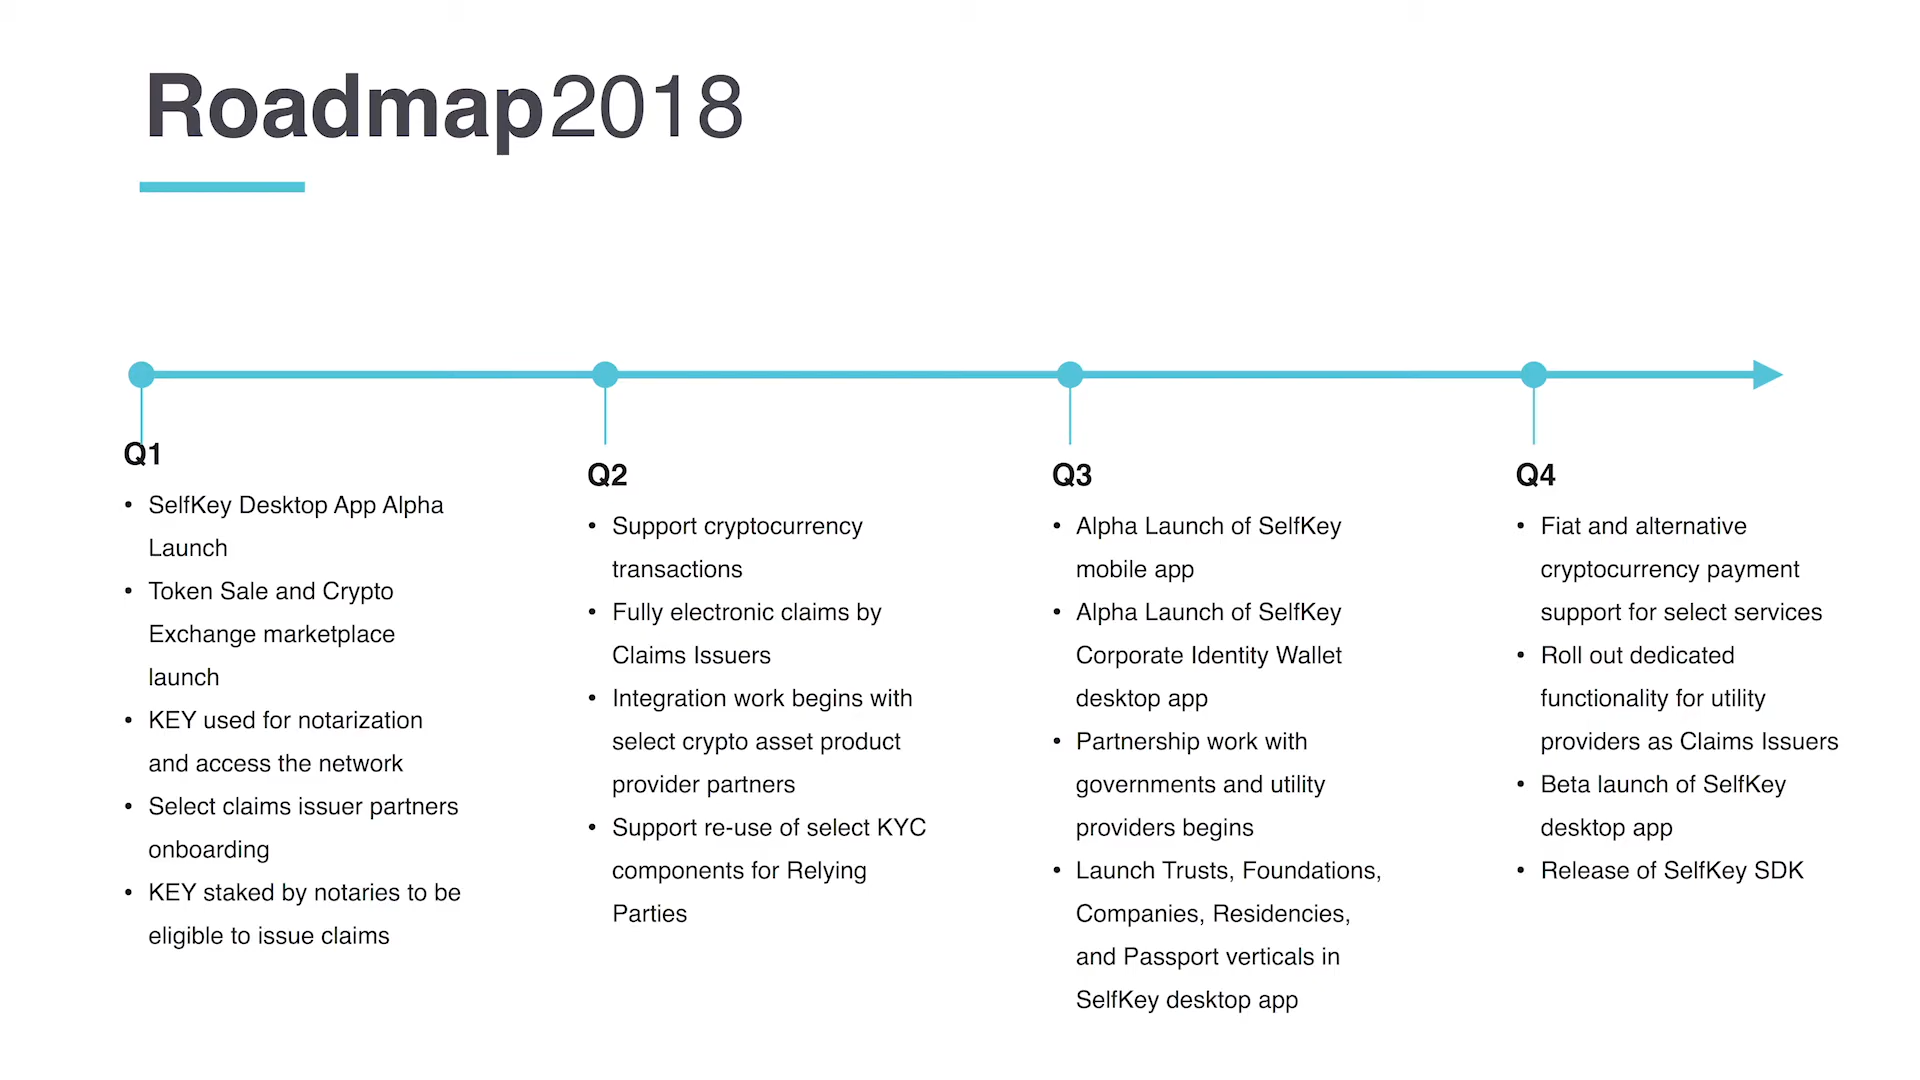 Roadmap2018
Q1
• SelfKey Desktop App Alpha
Launch
• Token Sale and Crypto
Exchange marketplace
launch
• KEY used for notarization
and access the network
• Select claims issuer partners
onboarding
• KEY staked by notaries to be
eligible to issue claims
Q2
• Support cryptocurrency
transactions
• Fully electronic claims by
Claims Issuers
• Integration work begins with
select crypto asset product
provider partners
• Support re-use of select KYC
components for Relying
Parties
Q3
• Alpha Launch of SelfKey
mobile app
• Alpha Launch of SelfKey
Corporate Identity Wallet
desktop app
• Partnership work with
governments and utility
providers begins
• Launch Trusts, Foundations,
Companies, Residencies,
and Passport verticals in
SelfKey desktop app
Q4
• Fiat and alternative
cryptocurrency payment
support for select services
• Roll out dedicated
functionality for utility
providers as Claims Issuers
• Beta launch of SelfKey
desktop app
• Release of SelfKey SDK